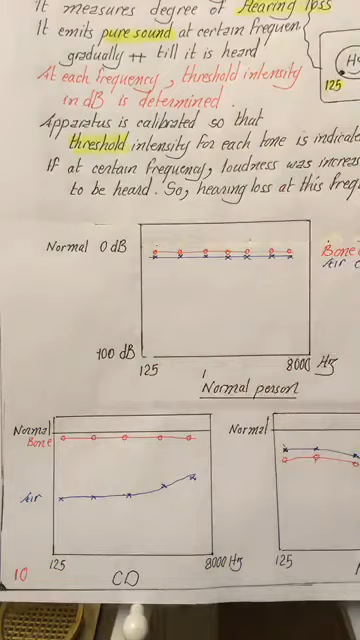 It measures degree of Hearing loss
It emits pure sound at certain frequen
gradually ++ till it is heard
At each frequency, threshold intensity
in dB is determined.
125
Apparatus is calibrated so that
threshold intensity for each tone is indicate
If at certain frequency, loudness was increas
to be heard. So, hearing loss at this freq
Normal 0 dB
Bone
Air c
100 dB
125
8000 Hz
Normal person
Normal
Bone
Air
125
8000 Hz
CD
Normal
125
10